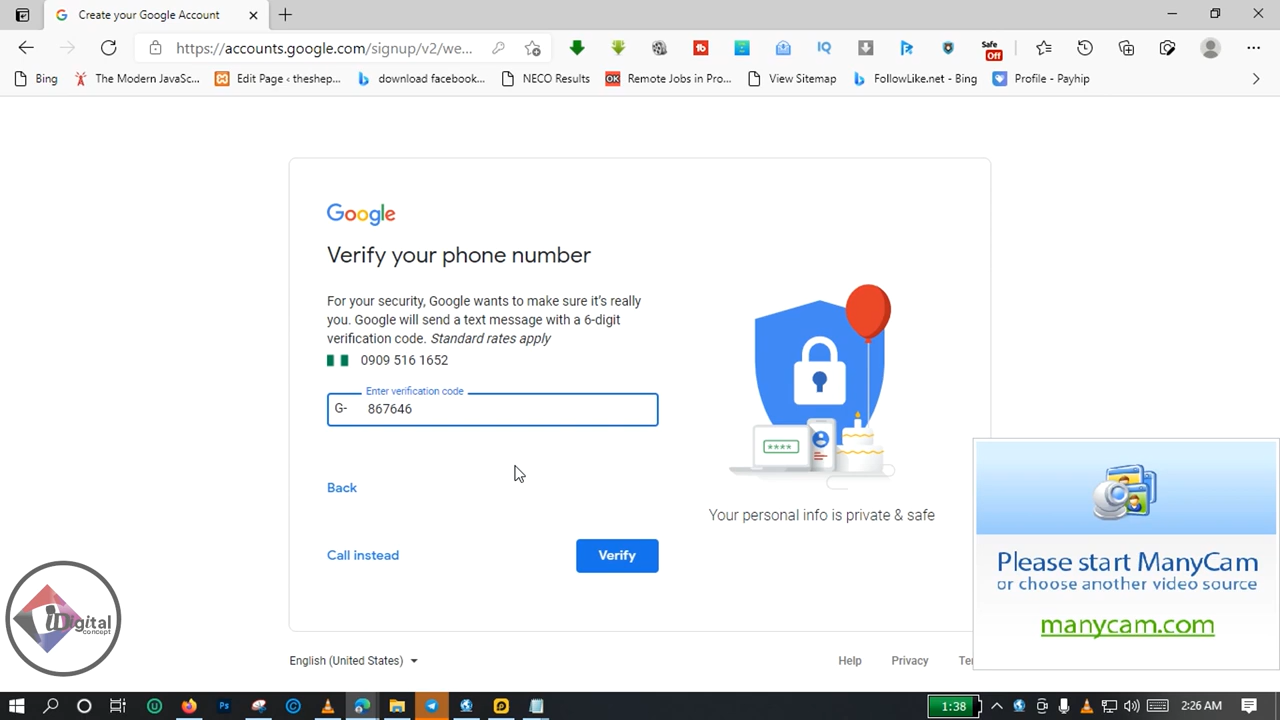 Create your Google Account
https://accounts.google.com/signup/v2/we...
Safe
Off
Bing
The Modern JavaSc...
Edit Page ‹ theshep...
download facebook...
NECO Results
OK
Remote Jobs in Pro...
View Sitemap
FollowLike.net - Bing
Profile - Payhip
Google
Verify your phone number
For your security, Google wants to make sure it's really
you. Google will send a text message with a 6-digit
verification code. Standard rates apply
0909 516 1652
Enter verification code
G- 867646
Back
Call instead
Verify
****
Your personal info is private & safe
English (United States)
Help
Privacy
Te
Please start ManyCam
or choose another video source
manycam.com
iDigital
concept
Ps
1:38
2:26 AM